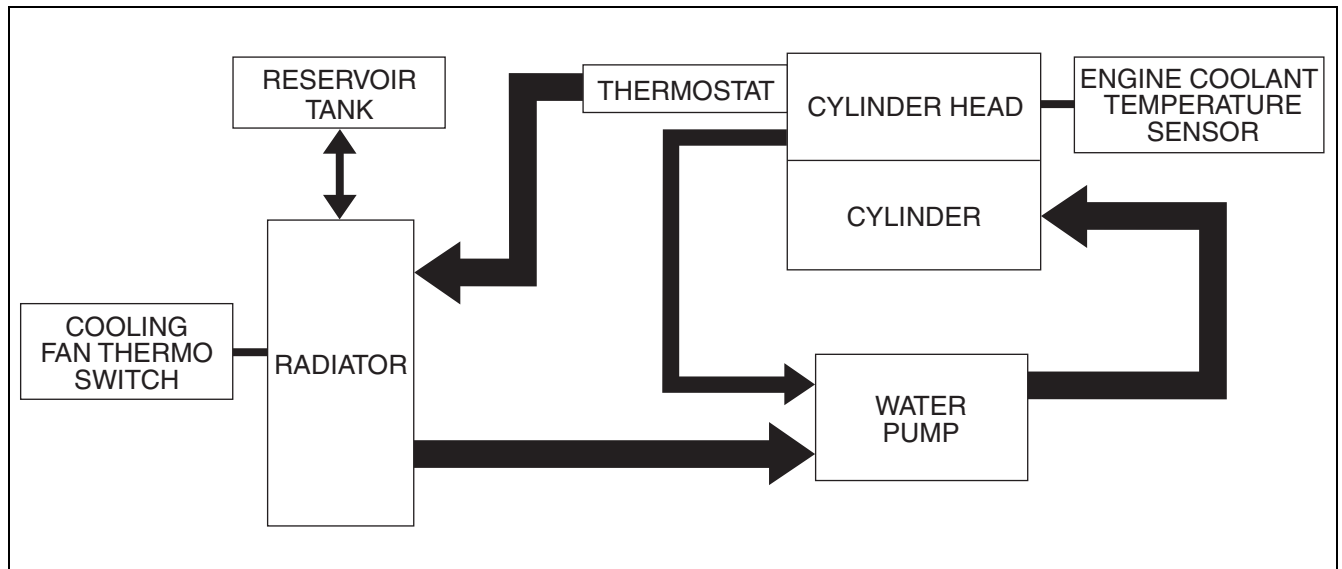 RESERVOIR
TANK
THERMOSTAT
CYLINDER HEAD
ENGINE COOLANT
TEMPERATURE
SENSOR
CYLINDER
COOLING
FAN THERMO
SWITCH
RADIATOR
WATER
PUMP